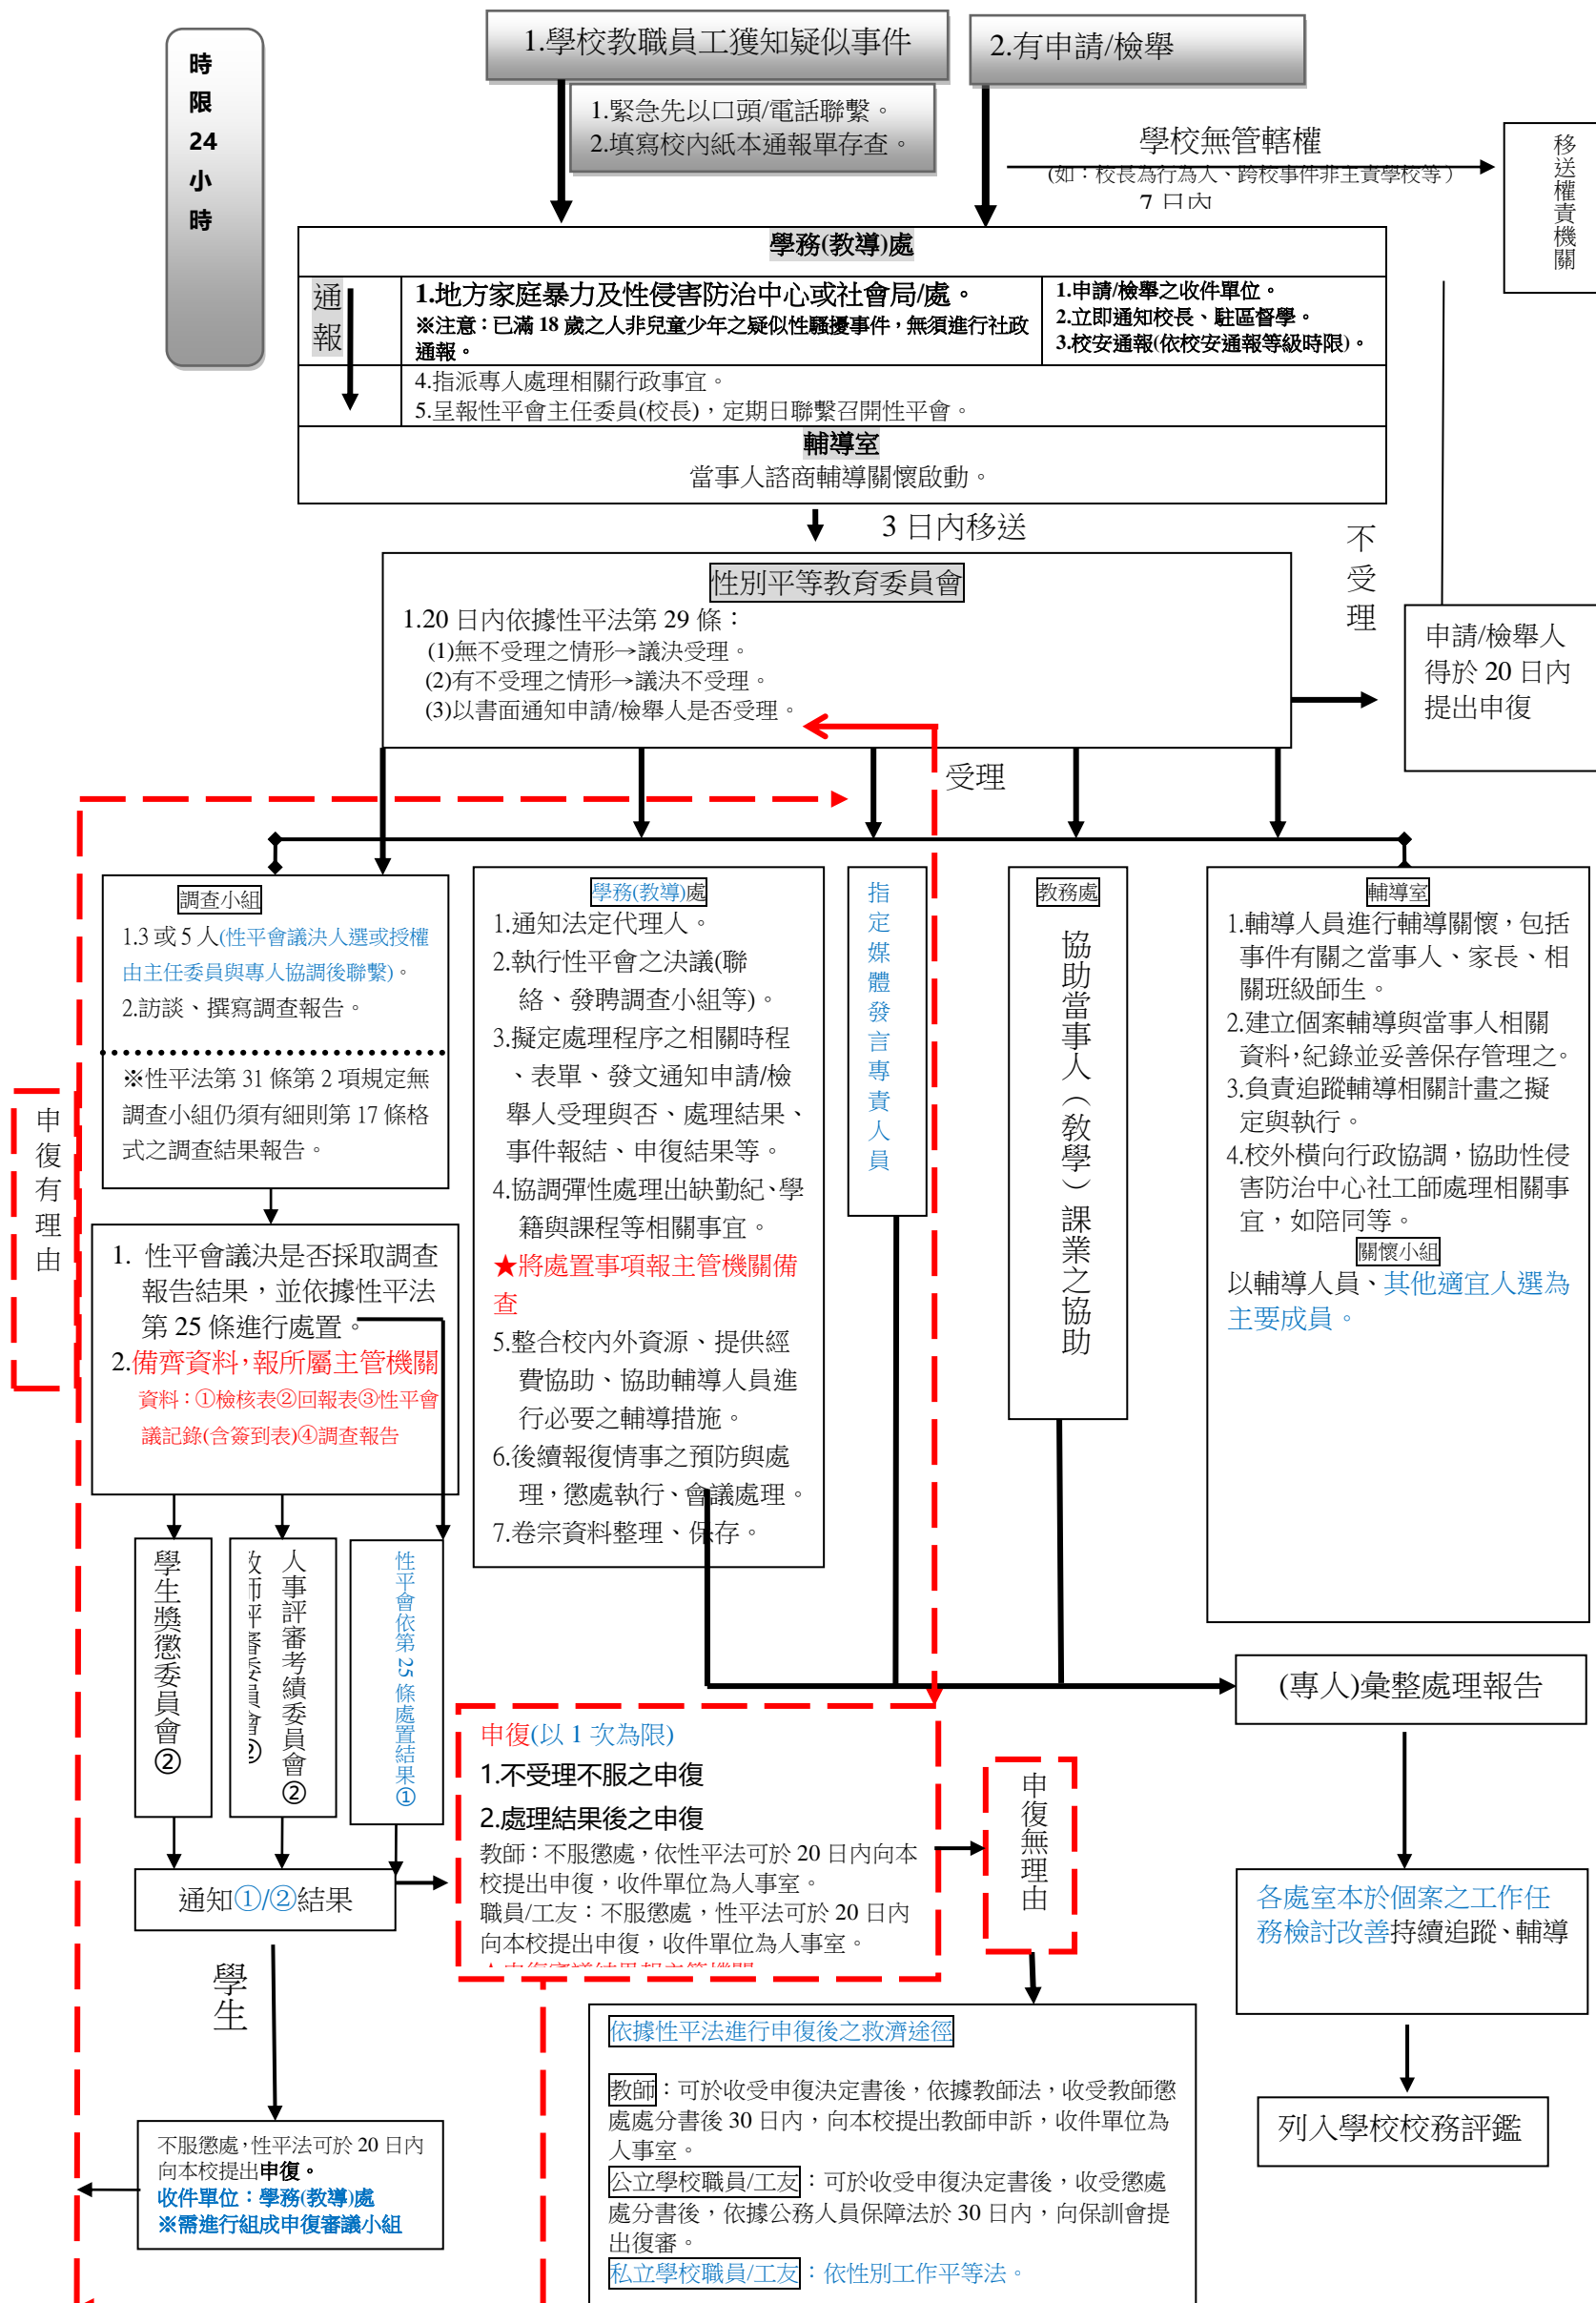 時
限
24
小
時
1.學校教職員工獲知疑似事件
2.有申請/檢舉
1.緊急先以口頭/電話聯繫。
2.填寫校內紙本通報單存查。
學校無管轄權
(如：校長為行為人、跨校事件非主責學校等)
7 日內
移送權責機關
學務(教導)處
通報
1.地方家庭暴力及性侵害防治中心或社會局/處。
※注意：已滿 18 歲之人非兒童少年之疑似性騷擾事件，無須進行社政
通報。
1.申請/檢舉之收件單位。
2.立即通知校長、駐區督學。
3.校安通報(依校安通報等級時限)。
4.指派專人處理相關行政事宜。
5.呈報性平會主任委員(校長)，定期日聯繫召開性平會。
輔導室
當事人諮商輔導關懷啟動。
3 日內移送
不受理
性別平等教育委員會
1.20 日內依據性平法第 29 條：
(1)無不受理之情形→議決受理。
(2)有不受理之情形→議決不受理。
(3)以書面通知申請/檢舉人是否受理。
申請/檢舉人
得於 20 日內
提出申復
受理
調查小組
1.3 或 5 人(性平會議決人選或授權
由主任委員與專人協調後聯繫)。
2.訪談、撰寫調查報告。
※性平法第 31 條第 2 項規定無
調查小組仍須有細則第 17 條格
式之調查結果報告。
學務(教導)處
1.通知法定代理人。
2.執行性平會之決議(聯
絡、發聘調查小組等)。
3.擬定處理程序之相關時程
、表單、發文通知申請/檢
舉人受理與否、處理結果、
事件報結、申復結果等。
4.協調彈性處理出缺勤紀、學
籍與課程等相關事宜。
★將處置事項報主管機關備
查
5.整合校內外資源、提供經
費協助、協助輔導人員進
行必要之輔導措施。
6.後續報復情事之預防與處
理，懲處執行、會議處理。
7.卷宗資料整理、保存。
指定媒體發言專責人員
教務處
協助當事人（教學）課業之協助
輔導室
1.輔導人員進行輔導關懷，包括
事件有關之當事人、家長、相
關班級師生。
2.建立個案輔導與當事人相關
資料，紀錄並妥善保存管理之。
3.負責追蹤輔導相關計畫之擬
定與執行。
4.校外橫向行政協調，協助性侵
害防治中心社工師處理相關事
宜，如陪同等。
關懷小組
以輔導人員、其他適宜人選為
主要成員。
申復有理由
1. 性平會議決是否採取調查
報告結果，並依據性平法
第 25 條進行處置。
2.備齊資料，報所屬主管機關
資料：①檢核表②回報表③性平會
議記錄(含簽到表)④調查報告
學生獎懲委員會②
人事評審考績委員會②
性平會依第 25 條處置結果①
通知①/②結果
申復(以 1 次為限)
1.不受理不服之申復
2.處理結果後之申復
教師：不服懲處，依性平法可於 20 日內向本
校提出申復，收件單位為人事室。
職員/工友：不服懲處，性平法可於 20 日內
向本校提出申復，收件單位為人事室。
申復無理由
(專人)彙整處理報告
各處室本於個案之工作任
務檢討改善持續追蹤、輔導
列入學校校務評鑑
學生
不服懲處，性平法可於 20 日內
向本校提出申復。
收件單位：學務(教導)處
※需進行組成申復審議小組
依據性平法進行申復後之救濟途徑
教師：可於收受申復決定書後，依據教師法，收受教師懲
處處分書後 30 日內，向本校提出教師申訴，收件單位為
人事室。
公立學校職員/工友：可於收受申復決定書後，收受懲處
處分書後，依據公務人員保障法於 30 日內，向保訓會提
出復審。
私立學校職員/工友：依性別工作平等法。